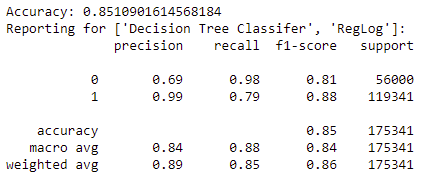 Accuracy: 0.8510901614568184
Reporting for ['Decision Tree Classifer', 'RegLog']:
precision recall f1-score support
0 0.69 0.98 0.81 56000
1 0.99 0.79 0.88 119341
accuracy 0.85 175341
macro avg 0.84 0.88 0.84 175341
weighted avg 0.89 0.85 0.86 175341